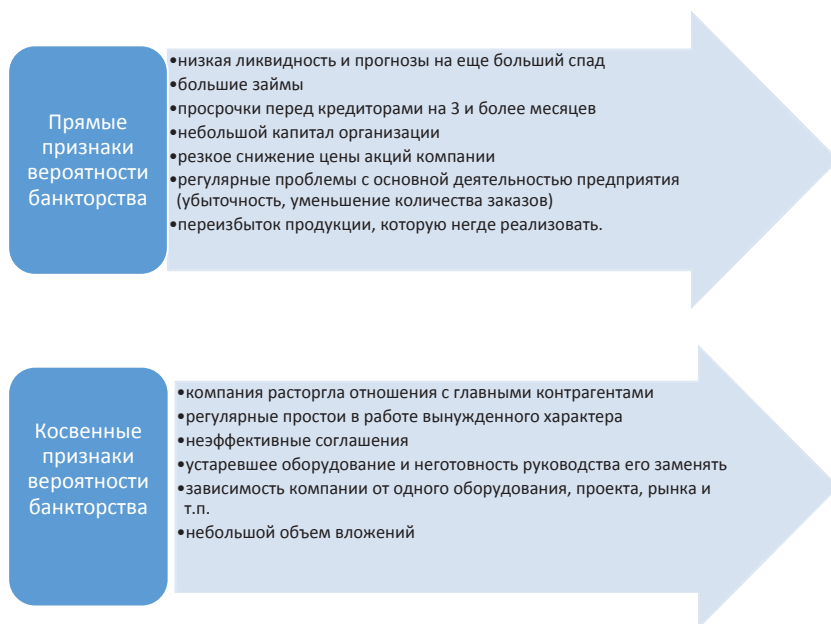 Прямые
признаки
вероятности
банкторства
•низкая ликвидность и прогнозы на еще больший спад
•большие займы
•просрочки перед кредиторами на 3 и более месяцев
•небольшой капитал организации
•резкое снижение цены акций компании
•регулярные проблемы с основной деятельностью предприятия
(убыточность, уменьшение количества заказов)
•переизбыток продукции, которую негде реализовать.
Косвенные
признаки
вероятности
банкторства
•компания расторгла отношения с главными контрагентами
•регулярные простои в работе вынужденного характера
•неэффективные соглашения
•устаревшее оборудование и неготовность руководства его заменять
•зависимость компании от одного оборудования, проекта, рынка и
т.п.
•небольшой объем вложений